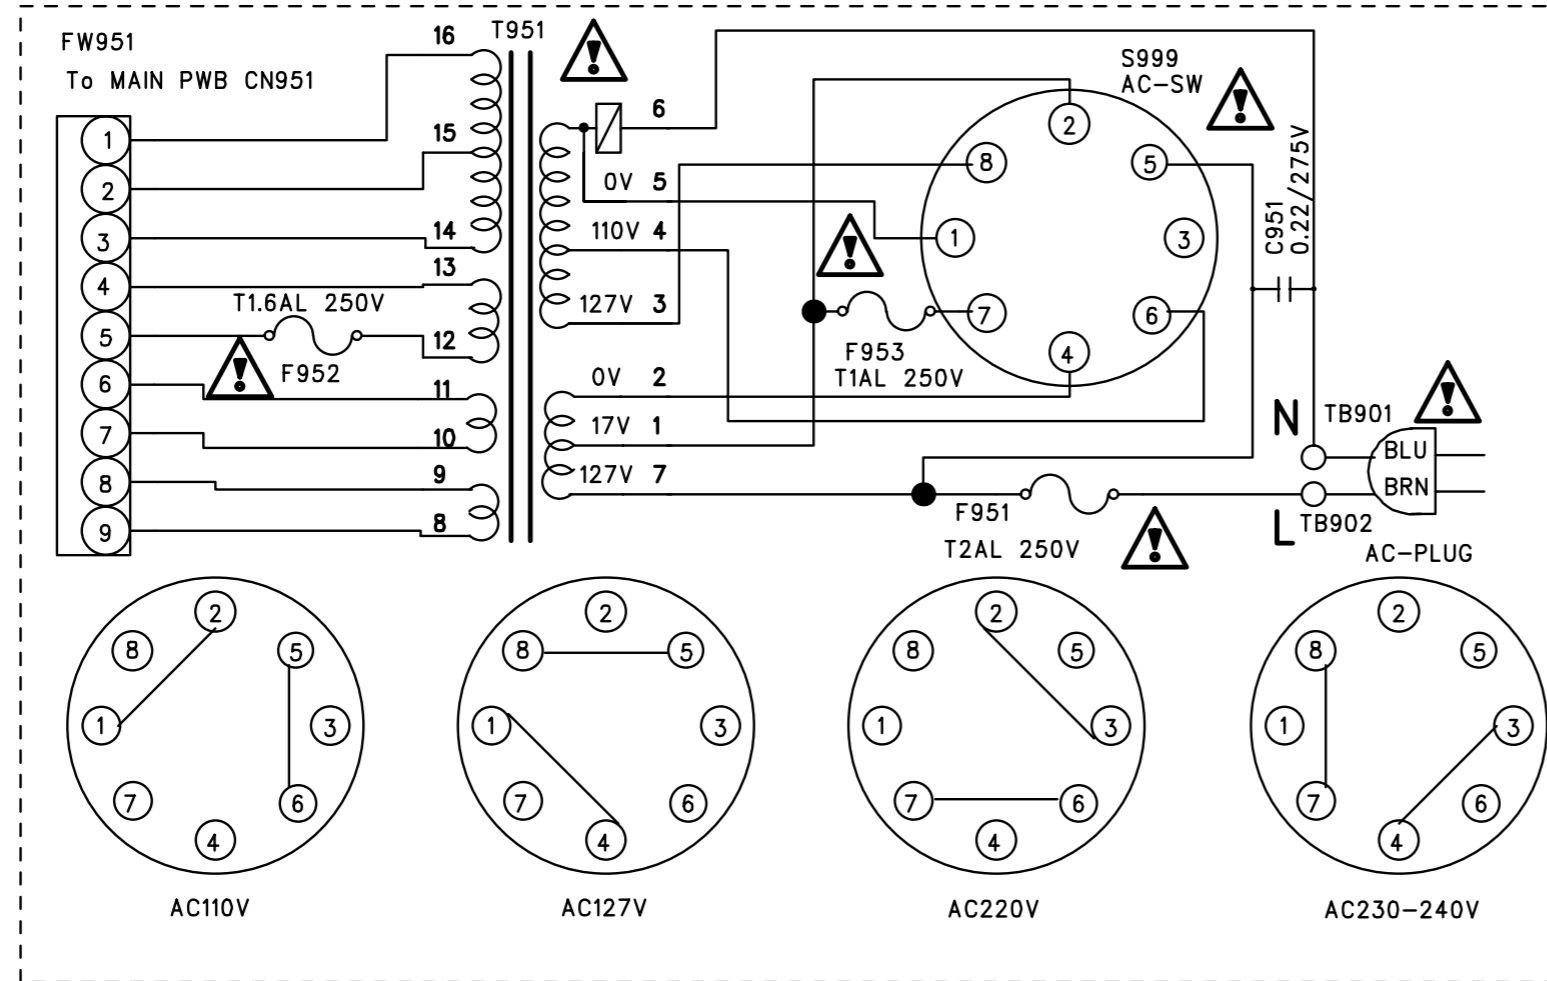 FW951
To MAIN PWB CN951
1
2
3
4
5
6
7
8
9
T1.6AL 250V
F952
16
15
14
13
12
11
10
9
8
T951
6
0V 5
110V 4
127V 3
0V 2
17V 1
127V 7
S999
AC-SW
2
8
5
1
3
7
6
4
F953
T1AL 250V
C951
0.22/275V
F951
T2AL 250V
N
L
TB901
TB902
BLU
BRN
AC-PLUG
2
8
5
1
3
7
6
4
AC110V
2
8
5
1
3
7
6
4
AC127V
2
8
5
1
3
7
6
4
AC220V
2
8
5
1
3
7
6
4
AC230-240V